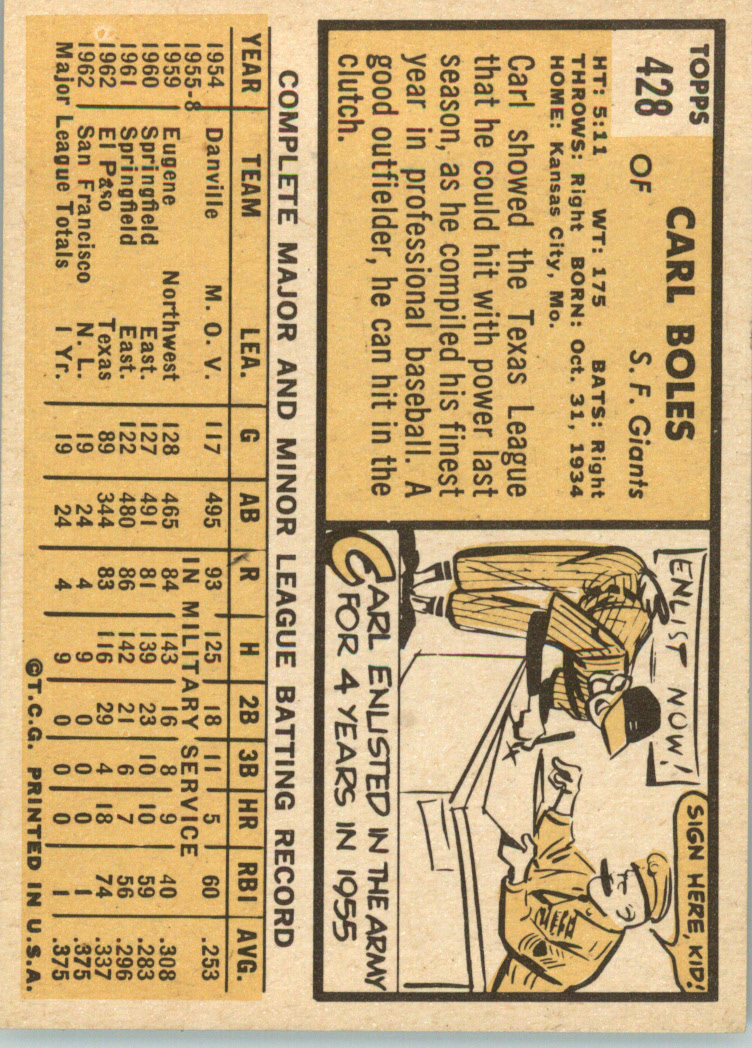 TOPPS
428
CARL BOLES
OF S. F. Giants
HT: 5:11 WT: 175 BATS: Right
THROWS: Right BORN: Oct. 31, 1934
HOME: Kansas City, Mo.
Carl showed the Texas League
that he could hit with power last
season, as he compiled his finest
year in professional baseball. A
good outfielder, he can hit in the
clutch.
ENLIST NOW!
SIGN HERE, KID!
X
CARL ENLISTED IN THE ARMY
FOR 4 YEARS IN 1955
COMPLETE MAJOR AND MINOR LEAGUE BATTING RECORD
YEAR TEAM LEA. G AB R H 2B 3B HR RBI AVG.
1954 Danville M. O. V. 117 495 93 125 18 11 5 60 .253
1955-8 IN MILITARY SERVICE
1959 Eugene Northwest 128 465 84 143 16 8 9 40 .308
1960 Springfield East. 127 491 81 139 23 10 10 59 .283
1961 Springfield East. 122 480 86 142 21 6 7 56 .296
1962 El Paso Texas 89 344 83 116 29 4 18 74 .337
1962 San Francisco N. L. 19 24 4 9 0 0 0 1 .375
Major League Totals 1 Yr. 19 24 4 9 0 0 0 1 .375
©T.C.G. PRINTED IN U.S.A.